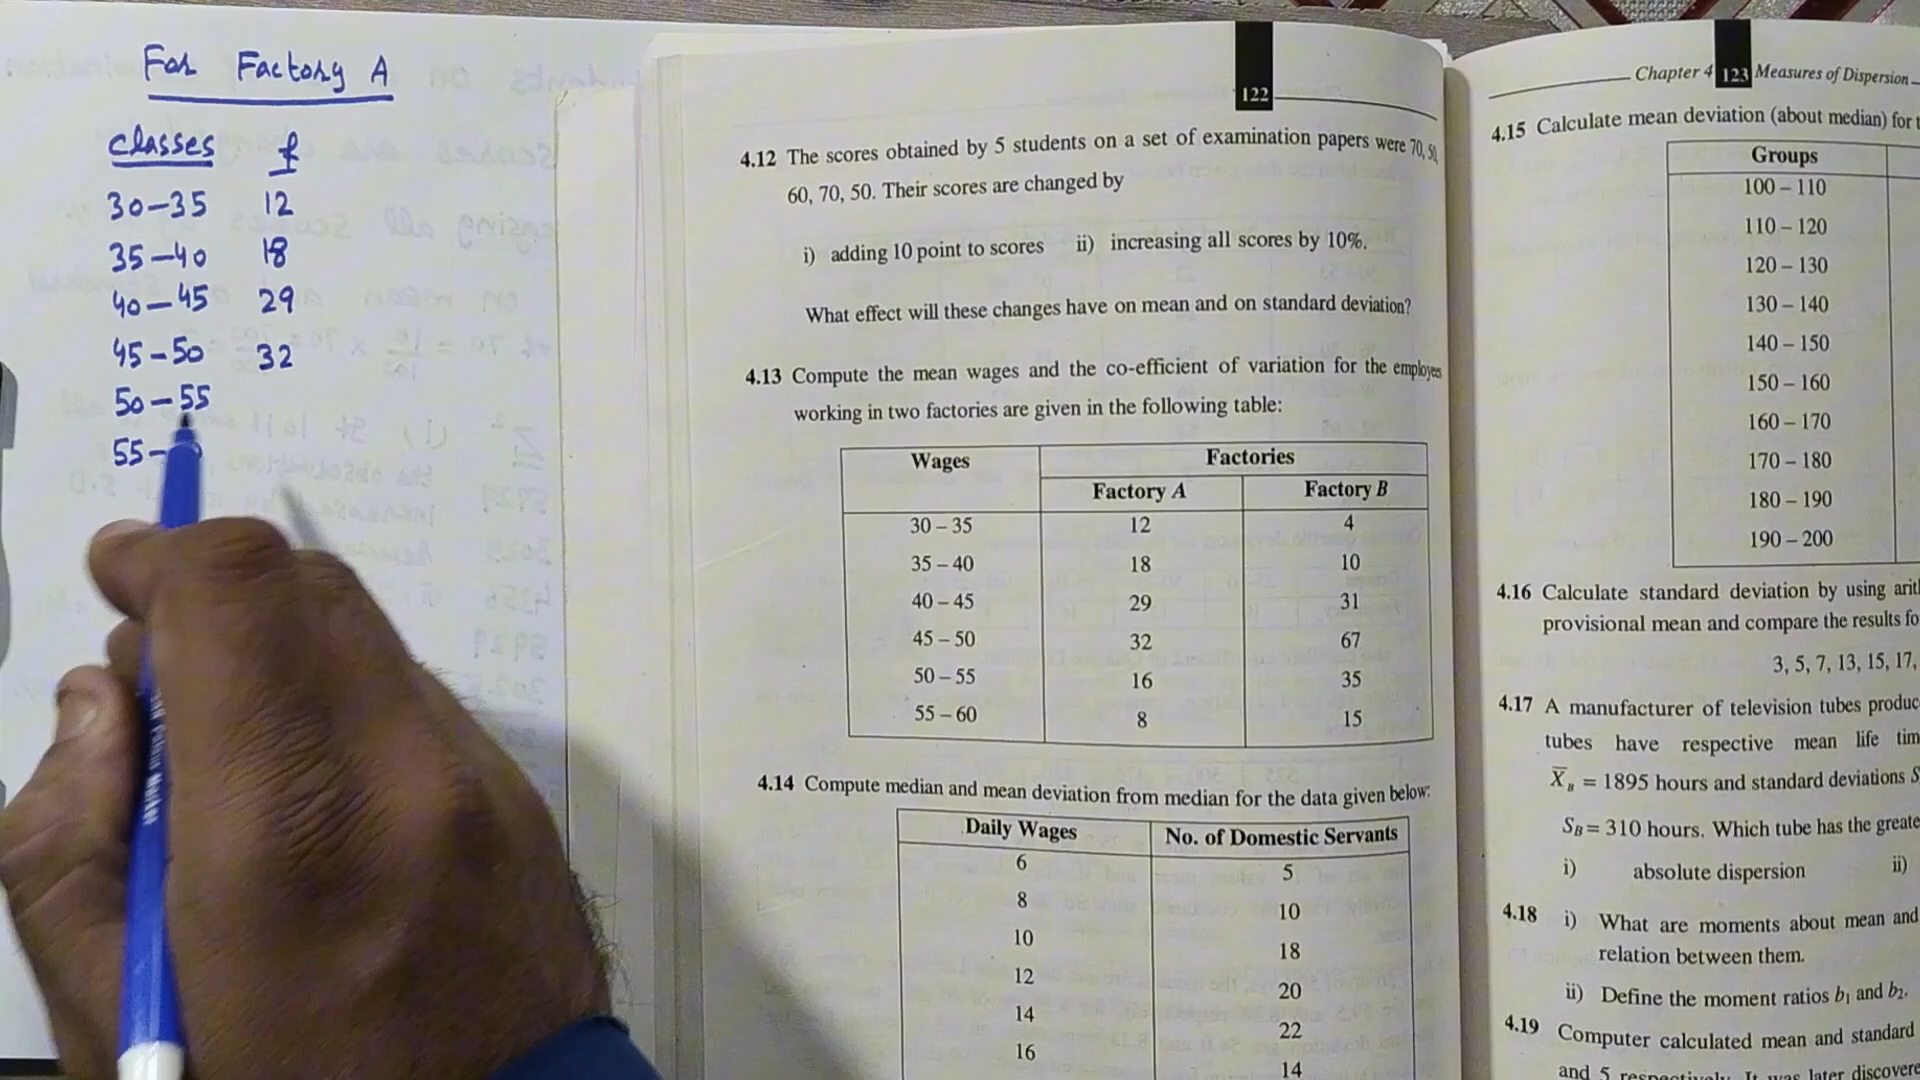 For Factory A
classes f
30-35 12
35-40 18
40-45 29
45-50 32
50-55
55-
122
4.12 The scores obtained by 5 students on a set of examination papers were 70, 50,
60, 70, 50. Their scores are changed by
i) adding 10 point to scores ii) increasing all scores by 10%.
What effect will these changes have on mean and on standard deviation?
4.13 Compute the mean wages and the co-efficient of variation for the employes
working in two factories are given in the following table:
Wages Factories
Factory A Factory B
30 – 35 12 4
35 – 40 18 10
40 – 45 29 31
45 – 50 32 67
50 – 55 16 35
55 – 60 8 15
4.14 Compute median and mean deviation from median for the data given below:
Daily Wages No. of Domestic Servants
6 5
8 10
10 18
12 20
14 22
16 14
Chapter 4 123 Measures of Dispersion
4.15 Calculate mean deviation (about median) for
Groups
100 – 110
110 – 120
120 – 130
130 – 140
140 – 150
150 – 160
160 – 170
170 – 180
180 – 190
190 – 200
4.16 Calculate standard deviation by using
provisional mean and compare the results
3, 5, 7, 13, 15, 17,
4.17 A manufacturer of television tubes
tubes have respective mean life
X̄B = 1895 hours and standard deviations S
SB = 310 hours. Which tube has the
i) absolute dispersion ii)
4.18 i) What are moments about mean and
relation between them.
ii) Define the moment ratios b1 and b2.
4.19 Computer calculated mean and standard
and 5 It was later